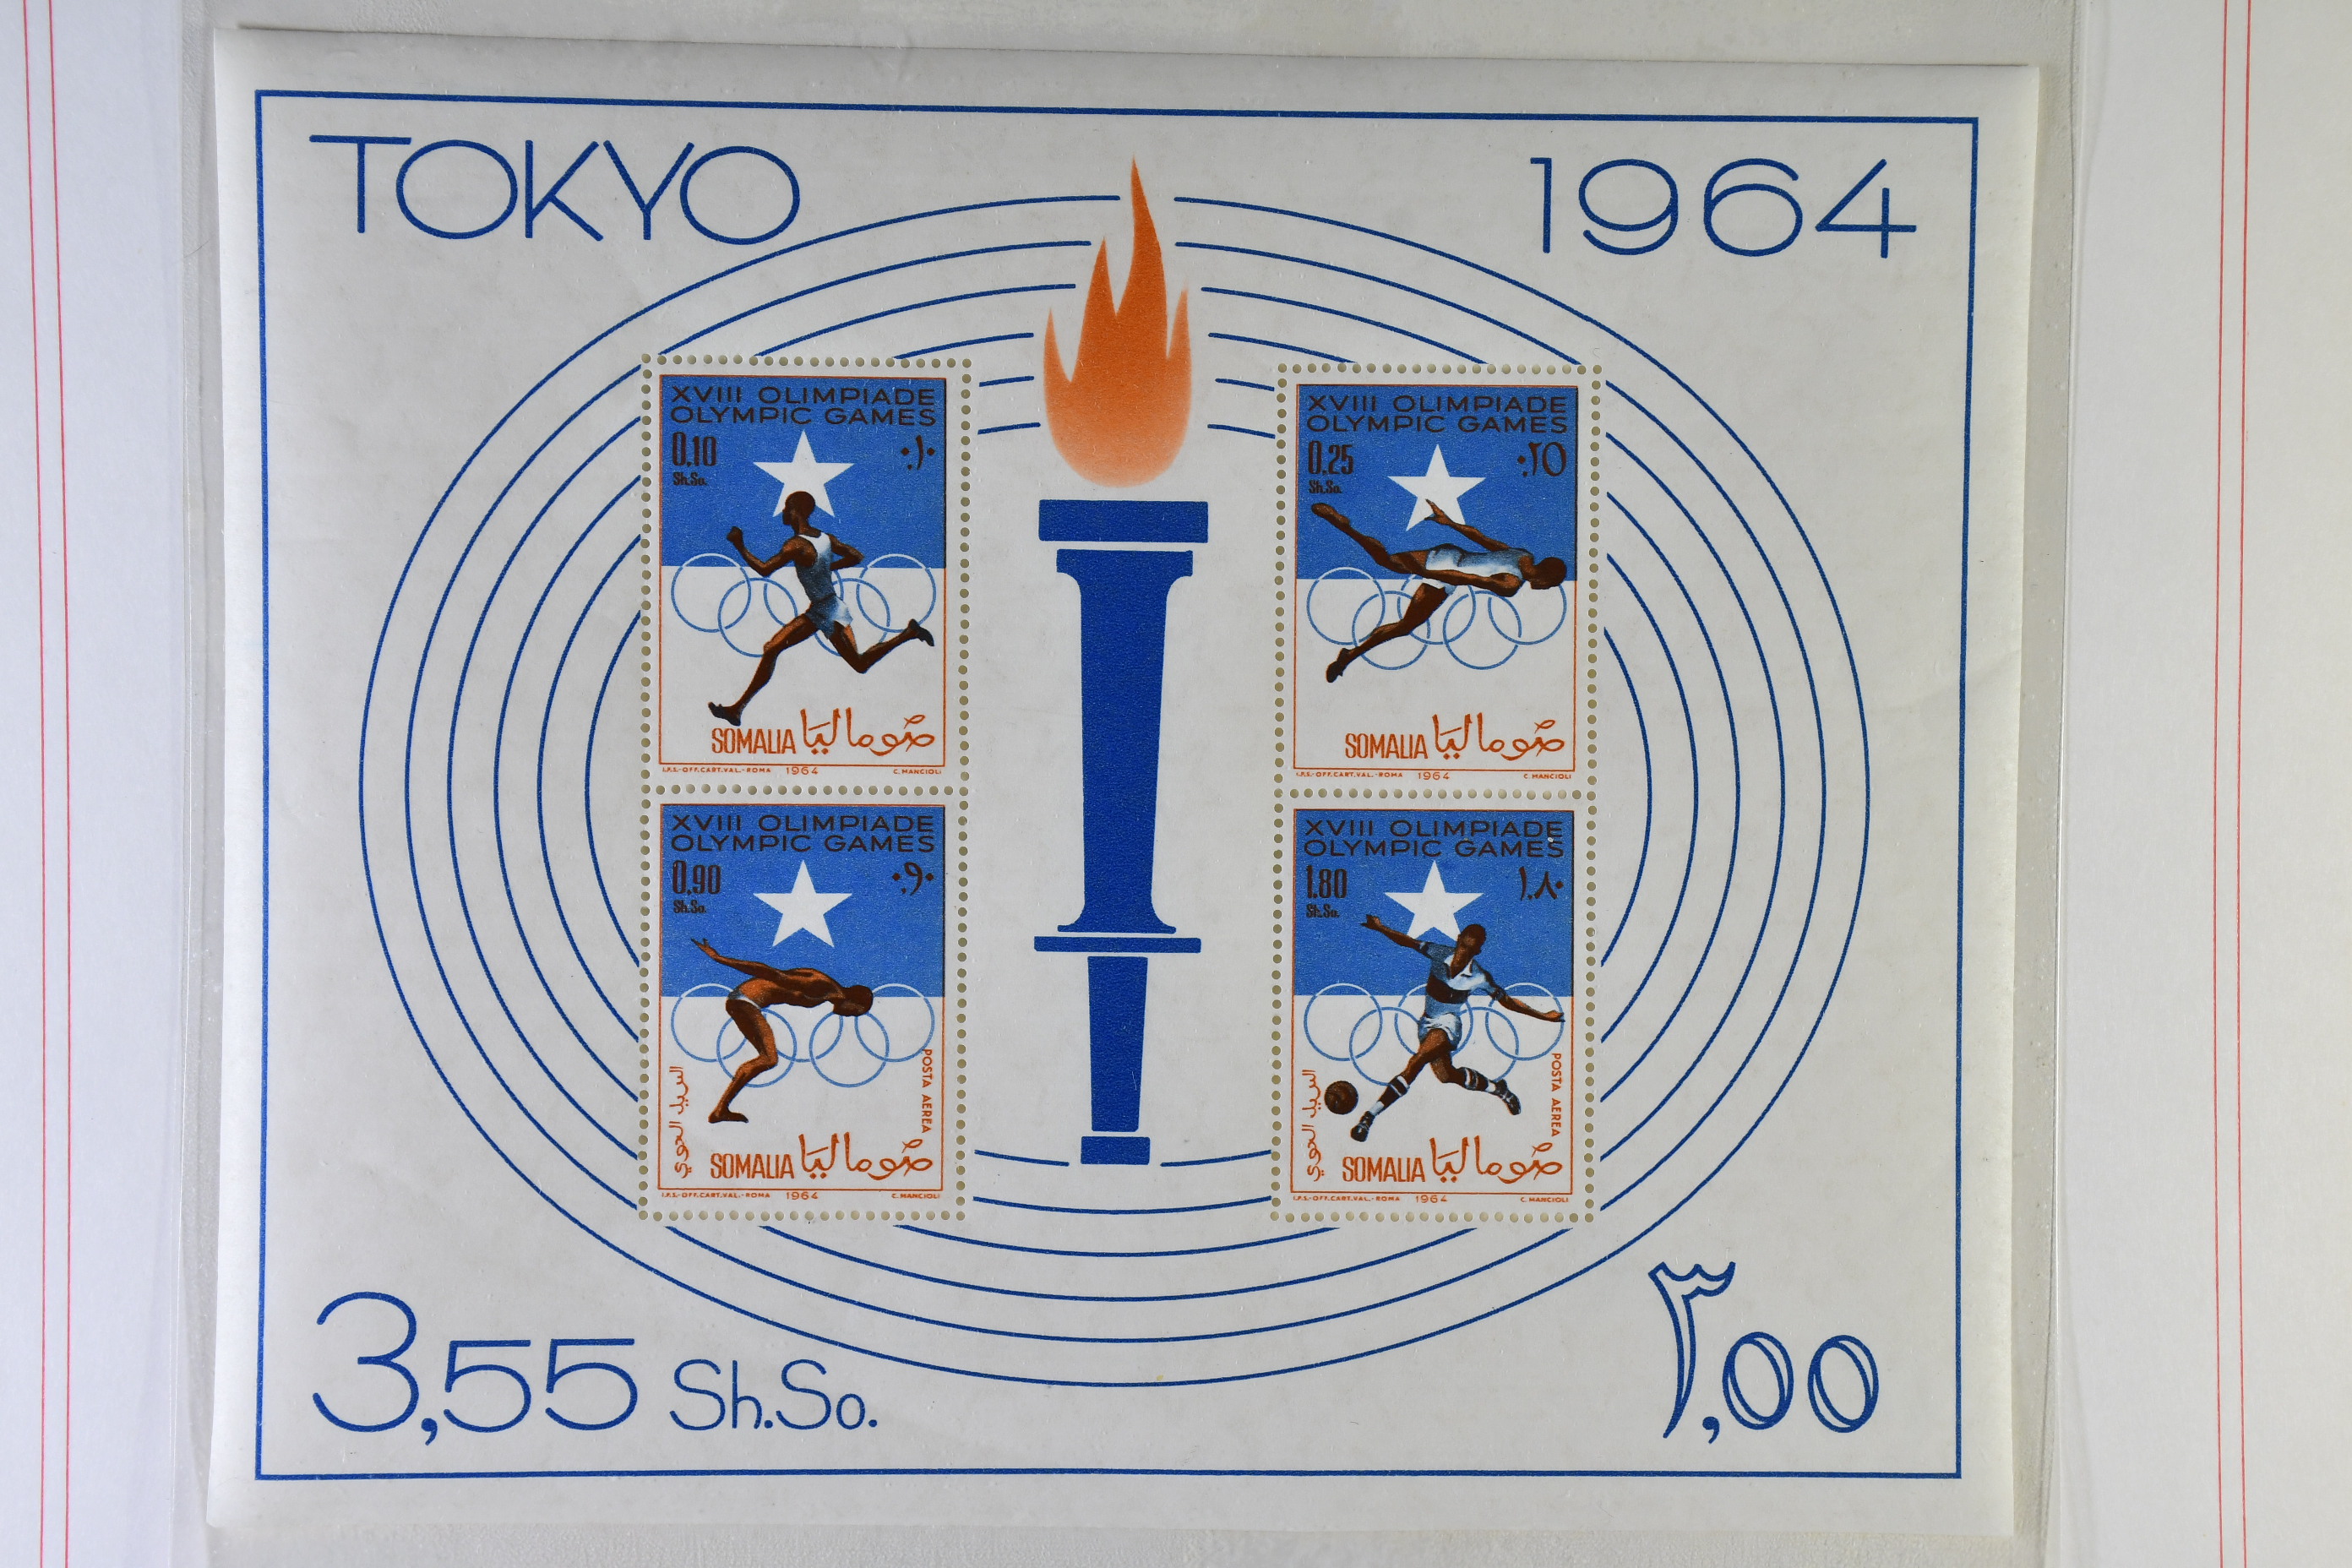 TOKYO
1964
XVIII OLIMPIADE
OLYMPIC GAMES
0,10 ٠,١٠
Sh.So.
SOMALIA صُوماليَا
I.P.S.-OFF.CART.VAL.-ROMA 1964 C. MANCIOLI
XVIII OLIMPIADE
OLYMPIC GAMES
0,25 ٠,٢٥
Sh.So.
SOMALIA صُوماليَا
I.P.S.-OFF.CART.VAL.-ROMA 1964 C. MANCIOLI
XVIII OLIMPIADE
OLYMPIC GAMES
0,90 ٠,٩٠
Sh.So.
البريد الجوي
POSTA AEREA
SOMALIA صُوماليَا
I.P.S.-OFF.CART.VAL.-ROMA 1964 C. MANCIOLI
XVIII OLIMPIADE
OLYMPIC GAMES
1,80 ١,٨٠
Sh.So.
البريد الجوي
POSTA AEREA
SOMALIA صُوماليَا
I.P.S.-OFF.CART.VAL.-ROMA 1964 C. MANCIOLI
3,55 Sh.So.
٣,٥٥